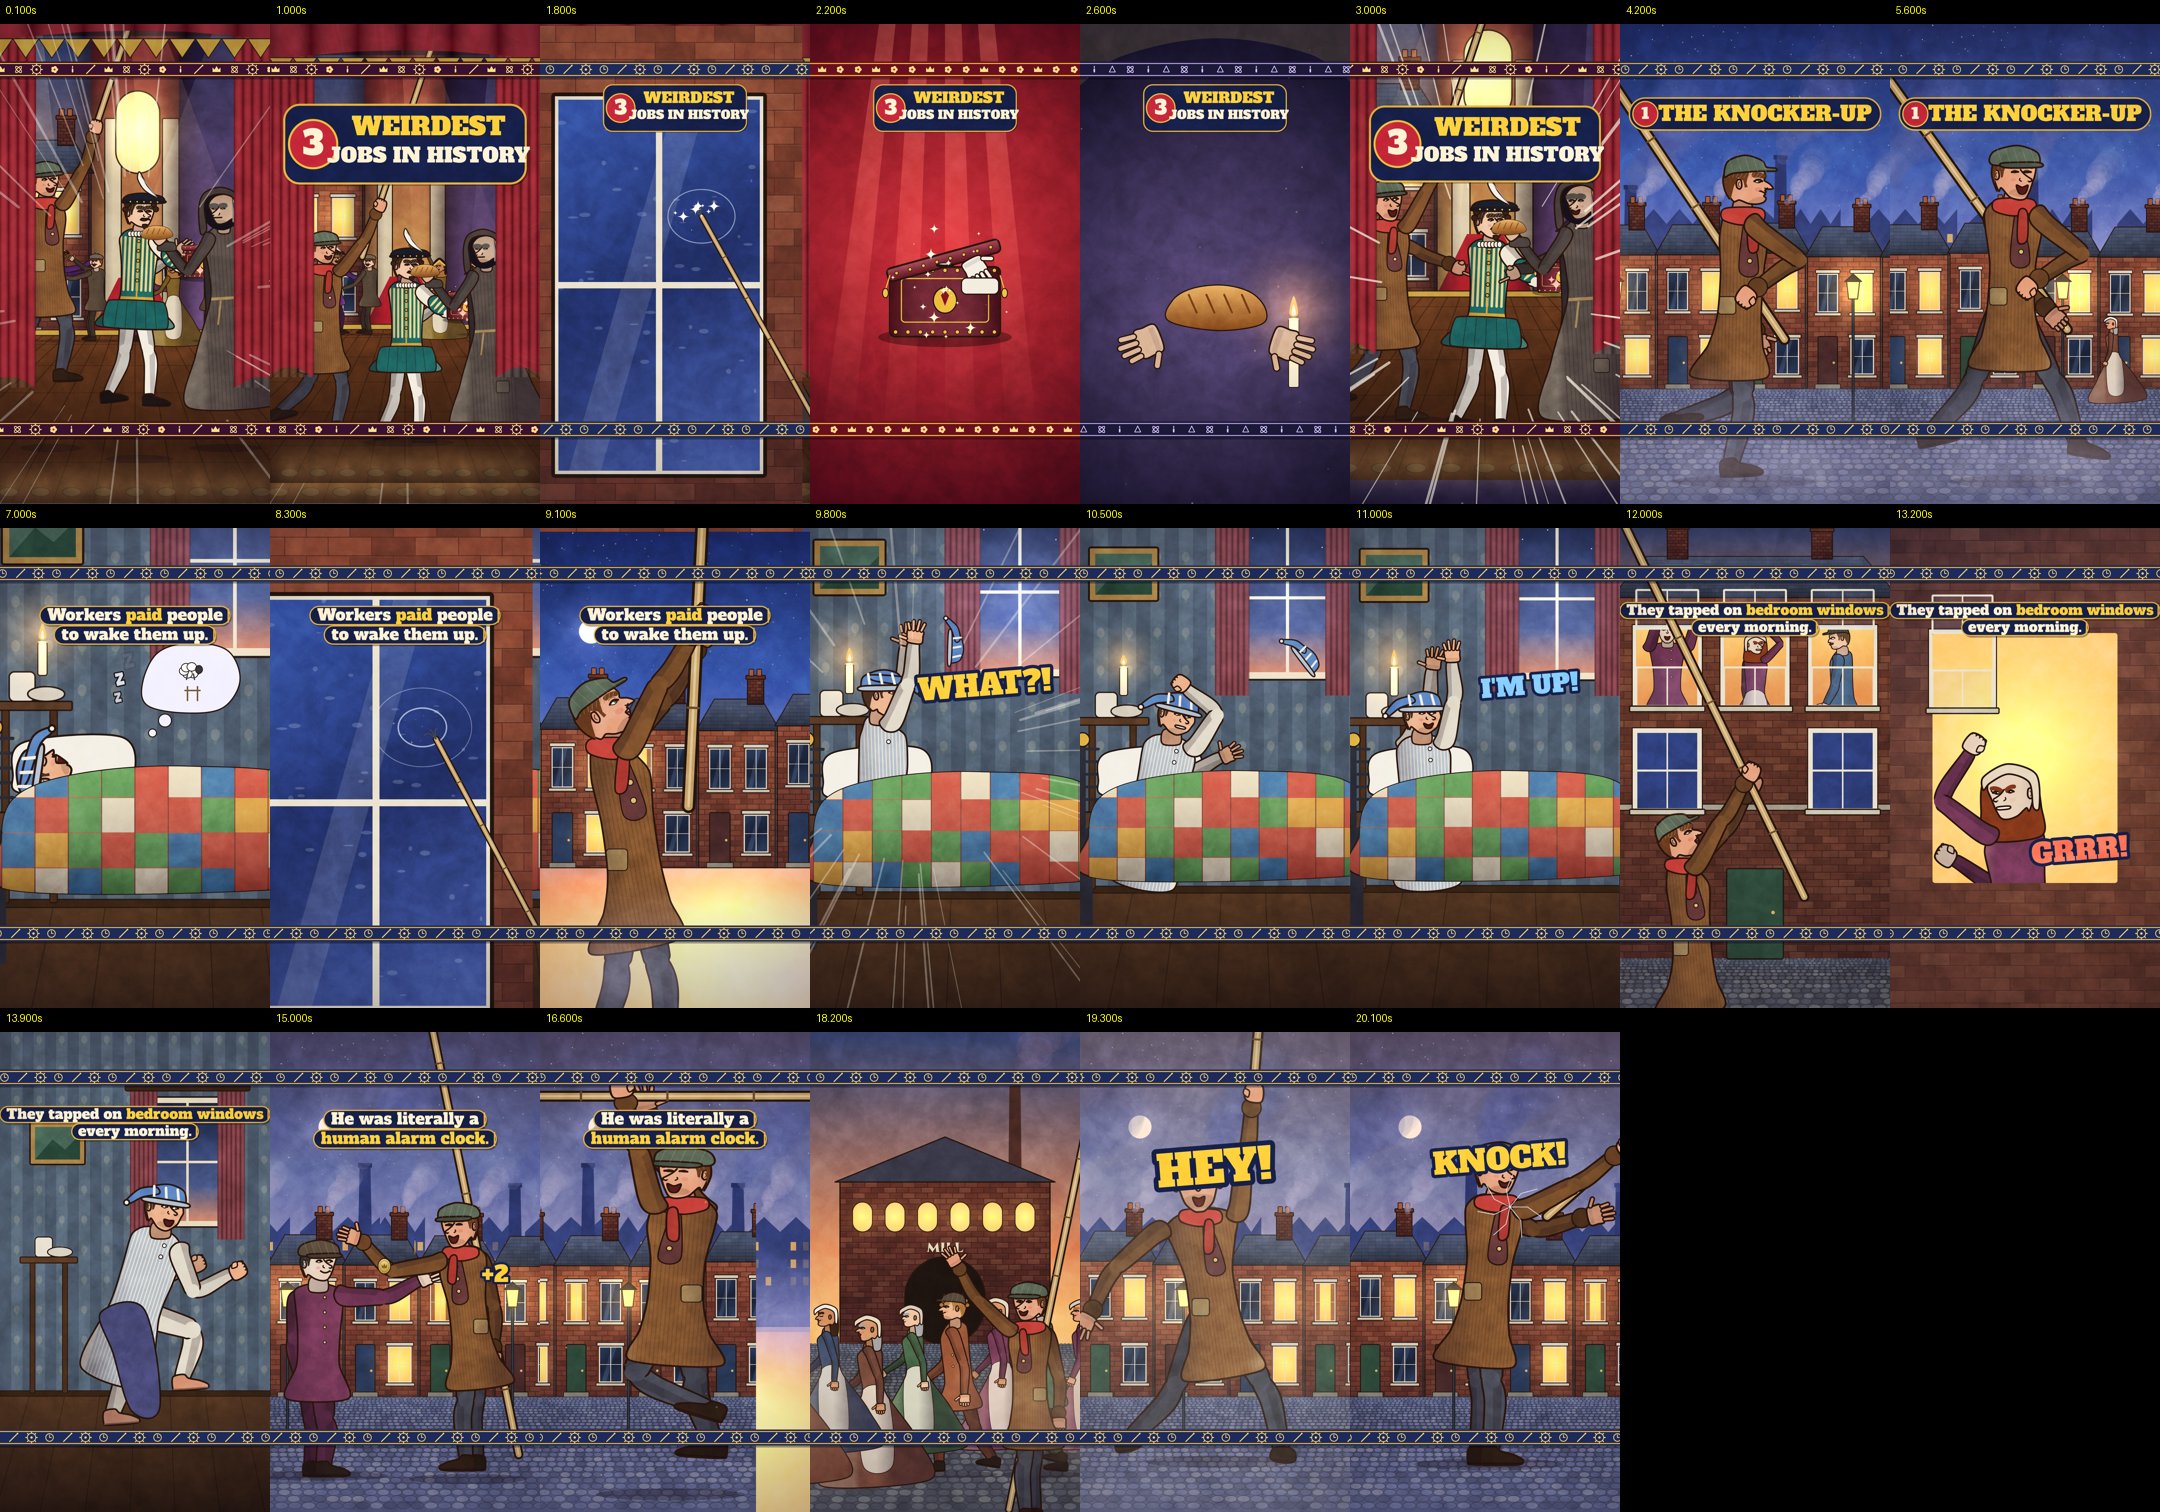 0.100s
1.000s
3 WEIRDEST
JOBS IN HISTORY
1.800s
3 WEIRDEST
JOBS IN HISTORY
2.200s
3 WEIRDEST
JOBS IN HISTORY
2.600s
3 WEIRDEST
JOBS IN HISTORY
3.000s
3 WEIRDEST
JOBS IN HISTORY
4.200s
1 THE KNOCKER-UP
5.600s
1 THE KNOCKER-UP
7.000s
Workers paid people
to wake them up.
z
z
z
8.300s
Workers paid people
to wake them up.
9.100s
Workers paid people
to wake them up.
9.800s
WHAT?!
10.500s
11.000s
I'M UP!
12.000s
They tapped on bedroom windows
every morning.
13.200s
They tapped on bedroom windows
every morning.
GRRR!
13.900s
They tapped on bedroom windows
every morning.
15.000s
He was literally a
human alarm clock.
+2
16.600s
He was literally a
human alarm clock.
18.200s
MILL
19.300s
HEY!
20.100s
KNOCK!